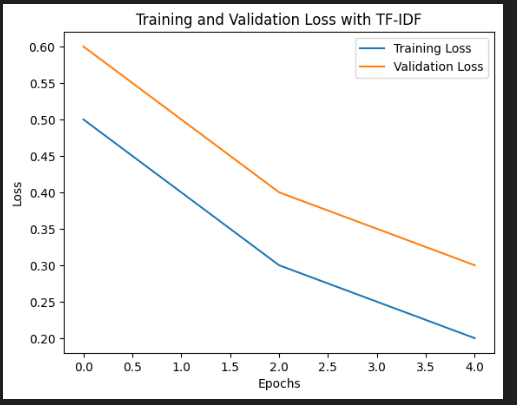 Training and Validation Loss with TF-IDF
Training Loss
Validation Loss
0.60
0.55
0.50
0.45
0.40
0.35
0.30
0.25
0.20
Loss
0.0 0.5 1.0 1.5 2.0 2.5 3.0 3.5 4.0
Epochs